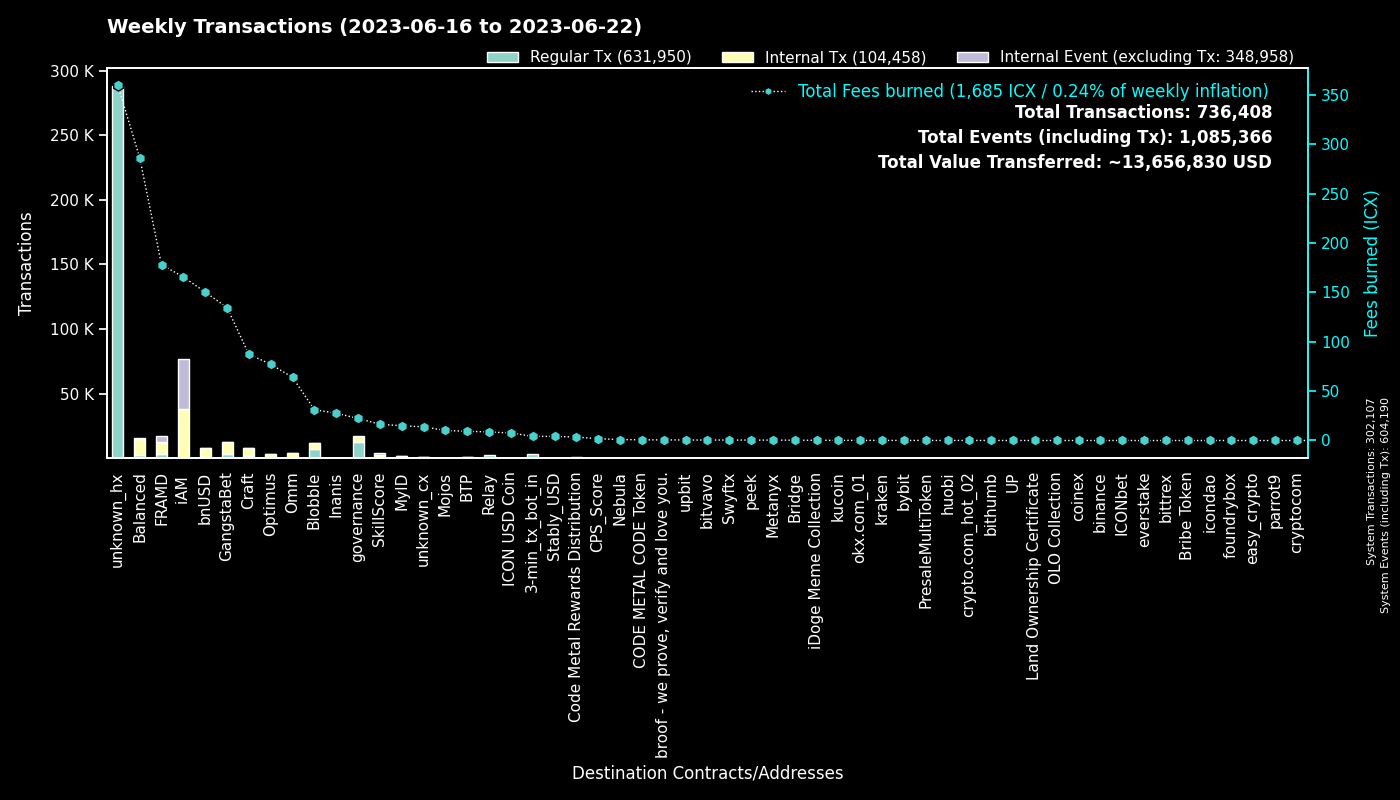 Weekly Transactions (2023-06-16 to 2023-06-22)
Regular Tx (631,950)
Internal Tx (104,458)
Internal Event (excluding Tx: 348,958)
Total Fees burned (1,685 ICX / 0.24% of weekly inflation)
Total Transactions: 736,408
Total Events (including Tx): 1,085,366
Total Value Transferred: ~13,656,830 USD
Transactions
300 K
250 K
200 K
150 K
100 K
50 K
350
300
250
200
150
100
50
0
Fees burned (ICX)
System Transactions: 302,107
System Events (including Tx): 604,190
unknown_hx
Balanced
FRAMD
iAM
bnUSD
GangstaBet
Craft
Optimus
Omm
Blobble
Inanis
governance
SkillScore
MyID
unknown_cx
Mojos
BTP
Relay
ICON USD Coin
3-min_tx_bot_in
Stably_USD
Code Metal Rewards Distribution
CPS_Score
Nebula
CODE METAL CODE Token
broof - we prove, verify and love you.
upbit
bitvavo
Swyftx
peek
Metanyx
Bridge
iDoge Meme Collection
kucoin
okx.com_01
kraken
bybit
PresaleMultiToken
huobi
crypto.com_hot_02
bithumb
UP
Land Ownership Certificate
OLO Collection
coinex
binance
ICONbet
everstake
bittrex
Bribe Token
icondao
foundrybox
easy_crypto
parrot9
cryptocom
Destination Contracts/Addresses